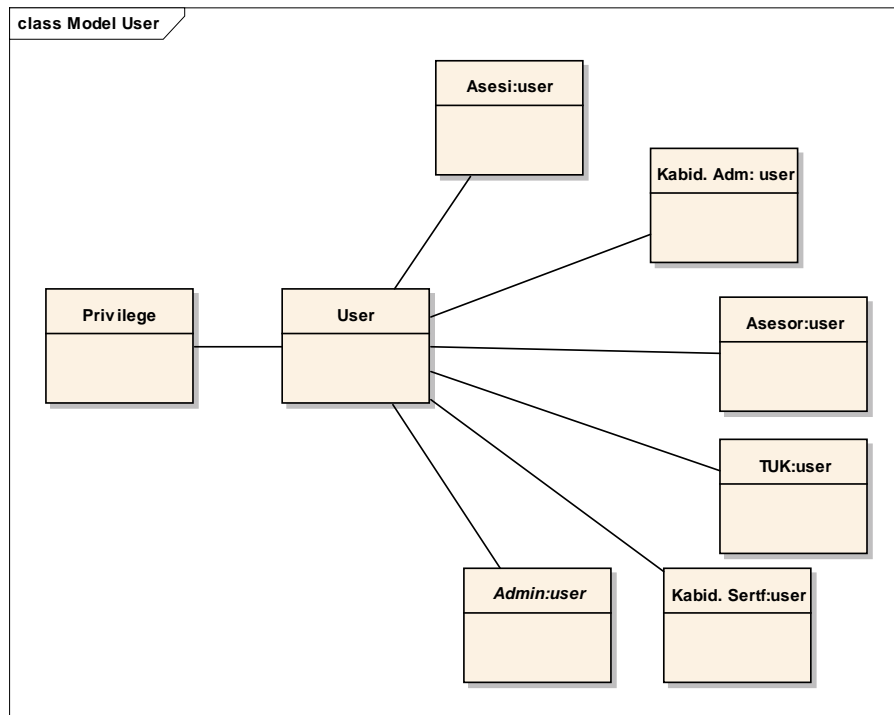 class Model User
Asesi:user
Kabid. Adm: user
Privilege
User
Asesor:user
TUK:user
Admin:user
Kabid. Sertf:user